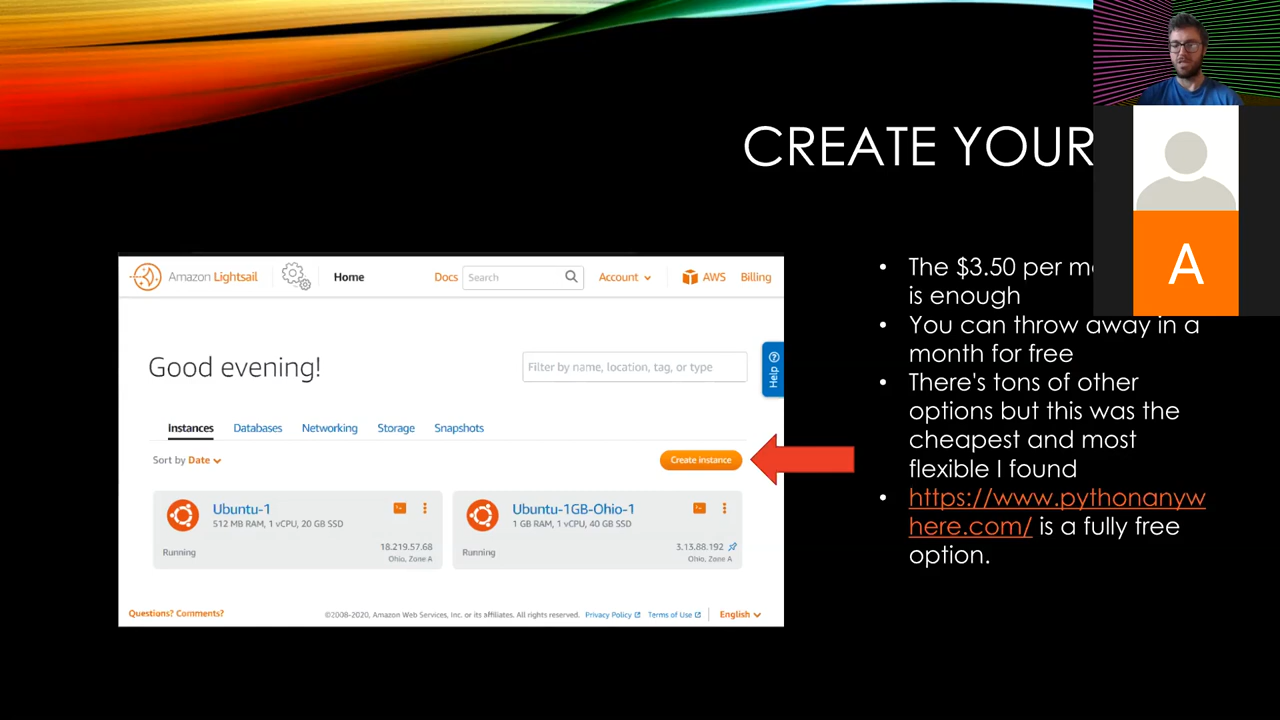 CREATE YOUR
Amazon Lightsail Home Docs Search Account AWS Billing
Good evening!
Filter by name, location, tag, or type
Help
Instances Databases Networking Storage Snapshots
Sort by Date
Create instance
Ubuntu-1
512 MB RAM, 1 vCPU, 20 GB SSD
Running
18.219.57.68
Ohio, Zone A
Ubuntu-1GB-Ohio-1
1 GB RAM, 1 vCPU, 40 GB SSD
Running
3.13.88.192
Ohio, Zone A
Questions? Comments?
©2008-2020, Amazon Web Services, Inc. or its affiliates. All rights reserved. Privacy Policy Terms of Use English
• The $3.50 per
is enough
• You can throw away in a
month for free
• There's tons of other
options but this was the
cheapest and most
flexible I found
• https://www.pythonanyw
here.com/ is a fully free
option.
A